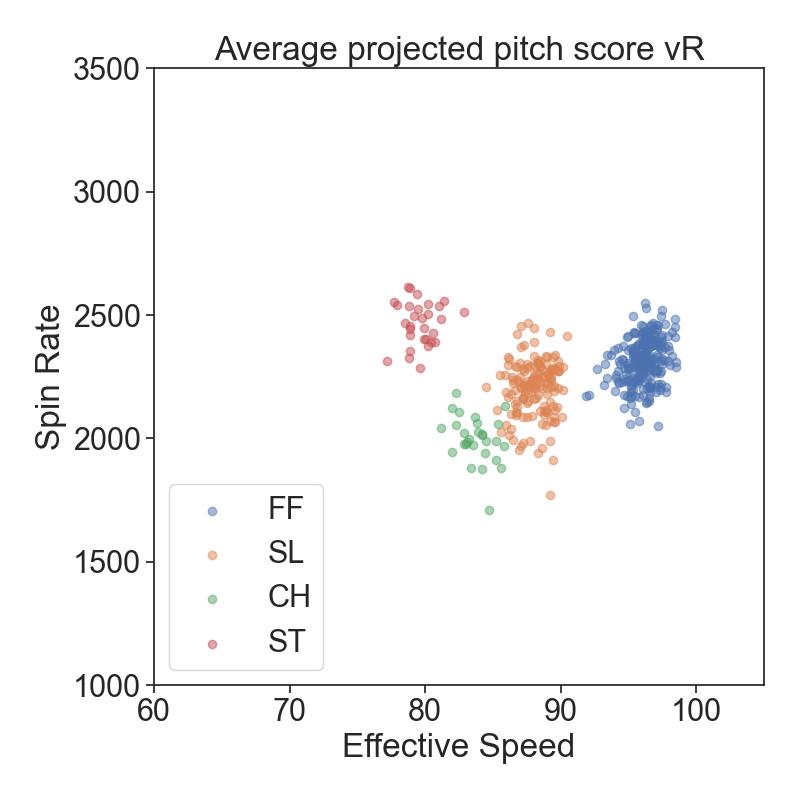 Average projected pitch score vR
3500
3000
2500
2000
1500
1000
Spin Rate
FF
SL
CH
ST
60 70 80 90 100
Effective Speed